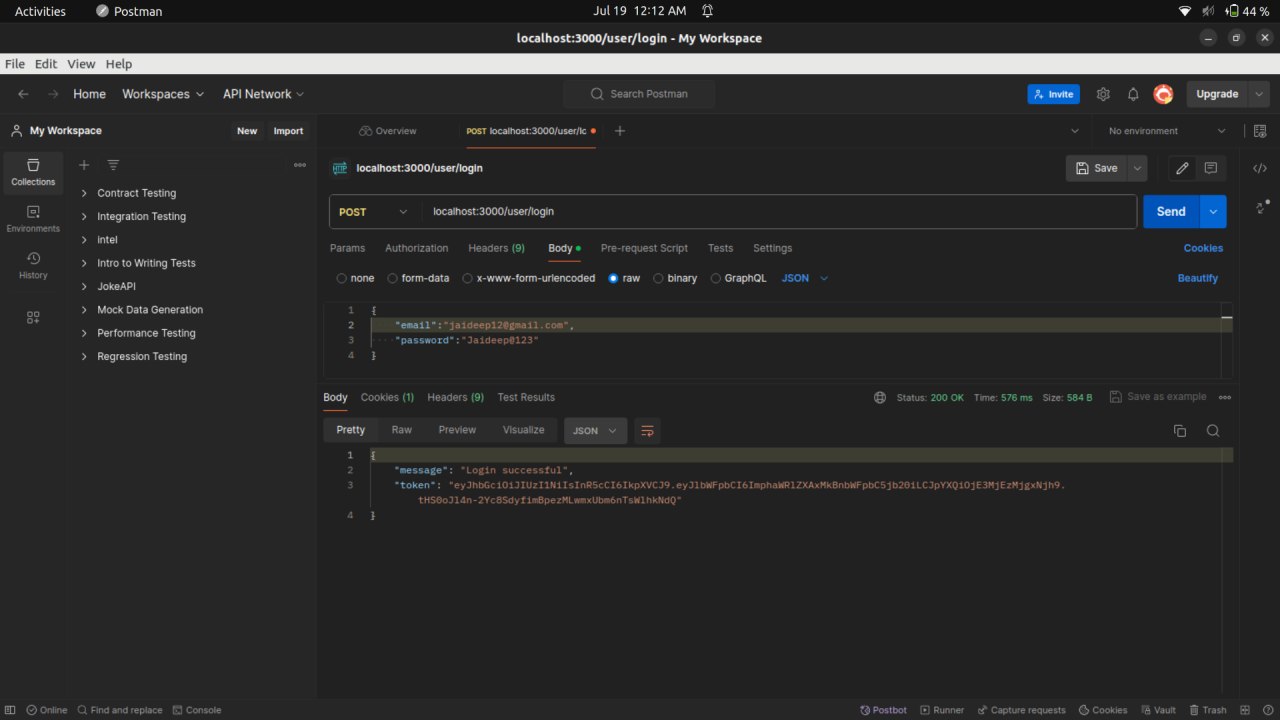 Activities Postman Jul 19 12:12 AM 44 %
localhost:3000/user/login - My Workspace
File Edit View Help
Home Workspaces API Network Search Postman Invite Upgrade
My Workspace New Import Overview POST localhost:3000/user/lc No environment
HTTP localhost:3000/user/login Save
Collections
Environments
History
Contract Testing
Integration Testing
intel
Intro to Writing Tests
JokeAPI
Mock Data Generation
Performance Testing
Regression Testing
POST localhost:3000/user/login Send
Params Authorization Headers (9) Body Pre-request Script Tests Settings Cookies
none form-data x-www-form-urlencoded raw binary GraphQL JSON Beautify
1 {
2 "email":"jaideep12@gmail.com",
3 "password":"Jaideep@123"
4 }
Body Cookies (1) Headers (9) Test Results Status: 200 OK Time: 576 ms Size: 584 B Save as example
Pretty Raw Preview Visualize JSON
1 {
2 "message": "Login successful",
3 "token": "eyJhbGciOiJIUzI1NiIsInR5cCI6IkpXVCJ9.eyJlbWFpbCI6ImphaWRlZXAxMkBnbWFpbC5jb20iLCJpYXQiOjE3MjEzMjgxNjh9.
tHS0oJl4n-2Yc8SdyfimBpezMLwmxUbm6nTsWlhkNdQ"
4 }
Online Find and replace Console Postbot Runner Capture requests Cookies Vault Trash